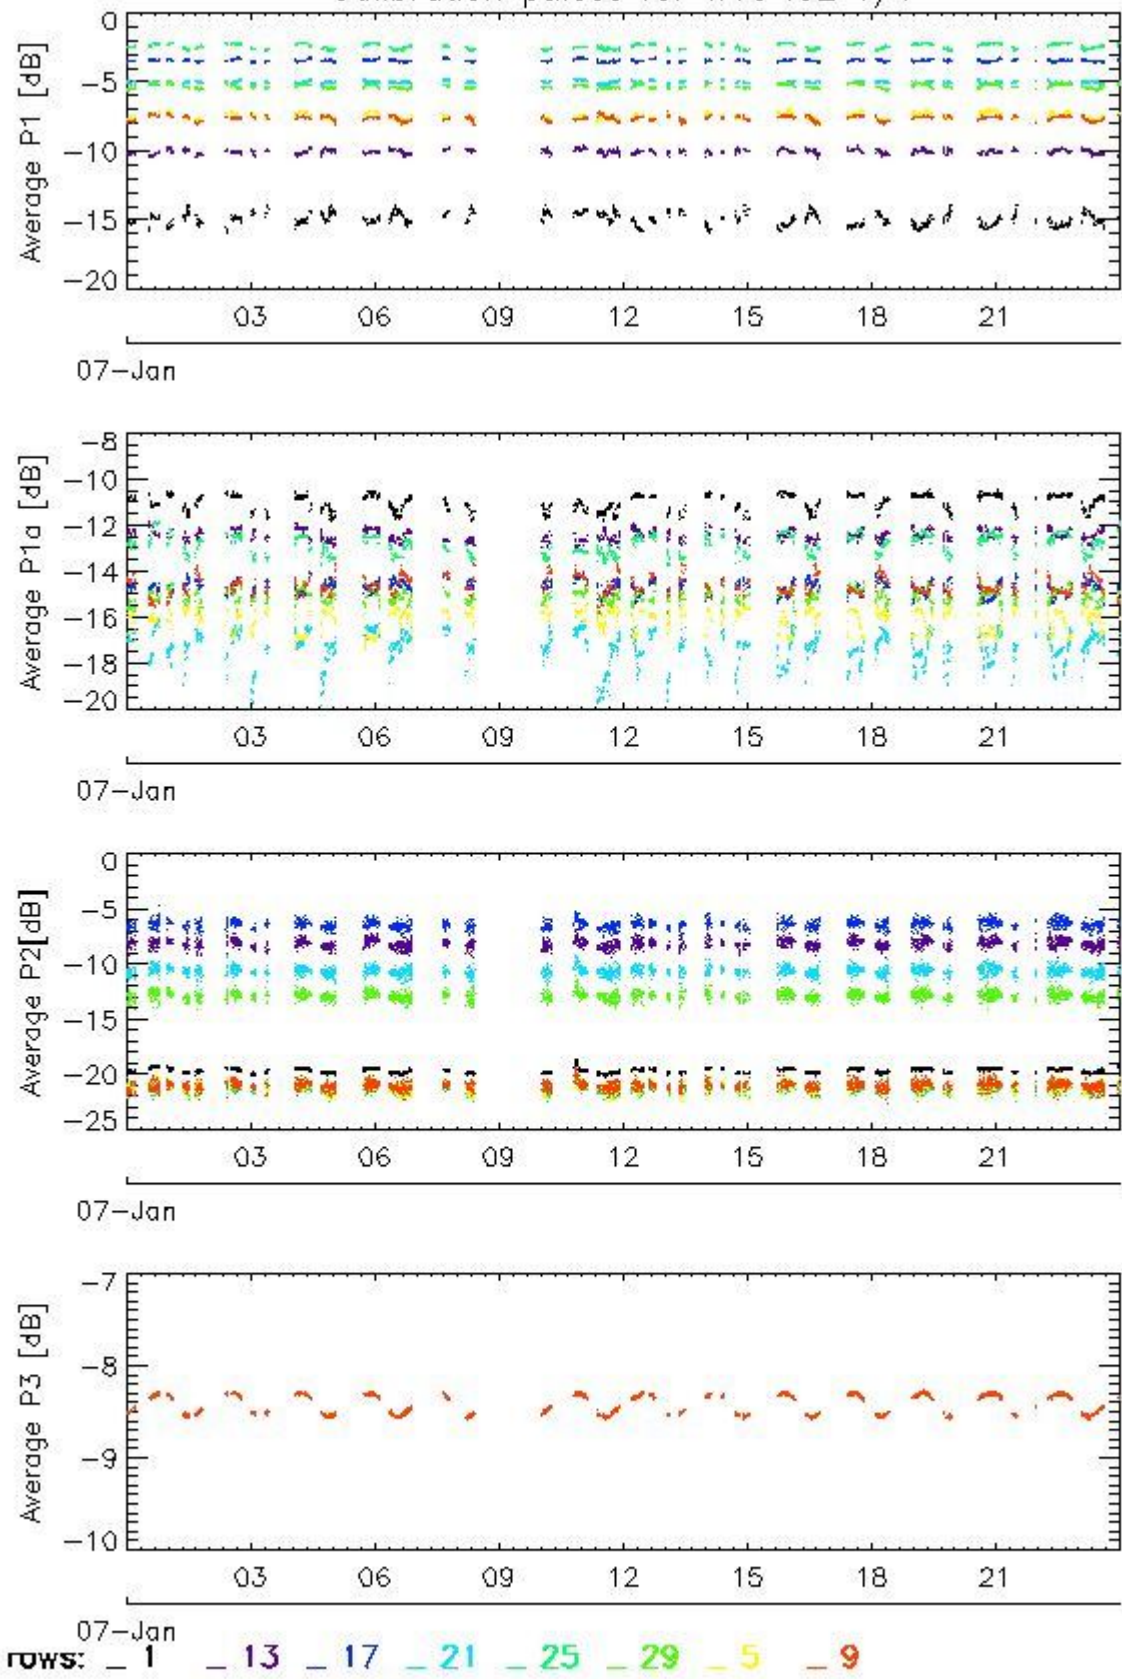 0
−5
−10
−15
−20
Average P1 [dB]
03 06 09 12 15 18 21
07−Jan
−8
−10
−12
−14
−16
−18
−20
Average P1a [dB]
03 06 09 12 15 18 21
07−Jan
0
−5
−10
−15
−20
−25
Average P2[dB]
03 06 09 12 15 18 21
07−Jan
−7
−8
−9
−10
Average P3 [dB]
03 06 09 12 15 18 21
07−Jan
rows: _ 1 _ 13 _ 17 _ 21 _ 25 _ 29 _ 5 _ 9